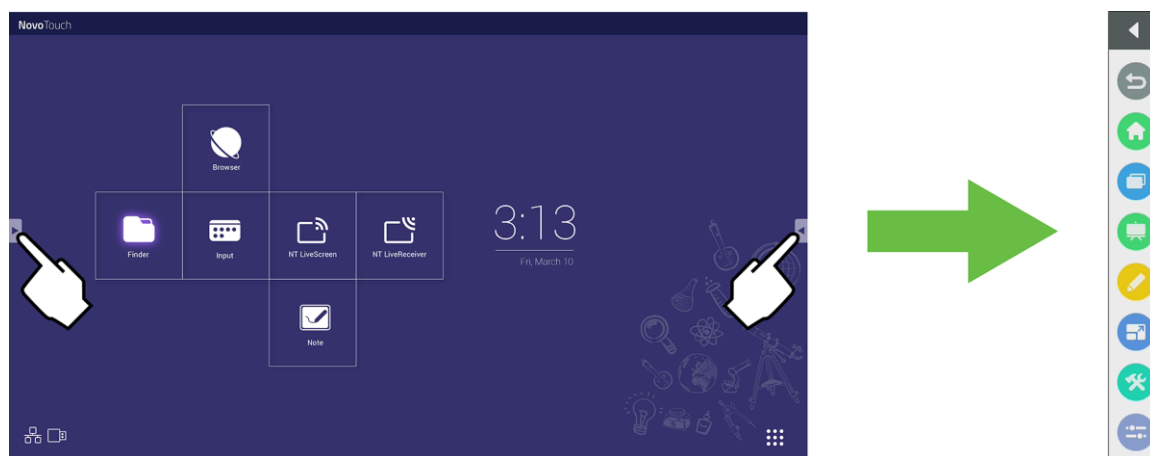 NovoTouch
Browser
Finder
Input
NT LiveScreen
NT LiveReceiver
3:13
Fri, March 10
Note